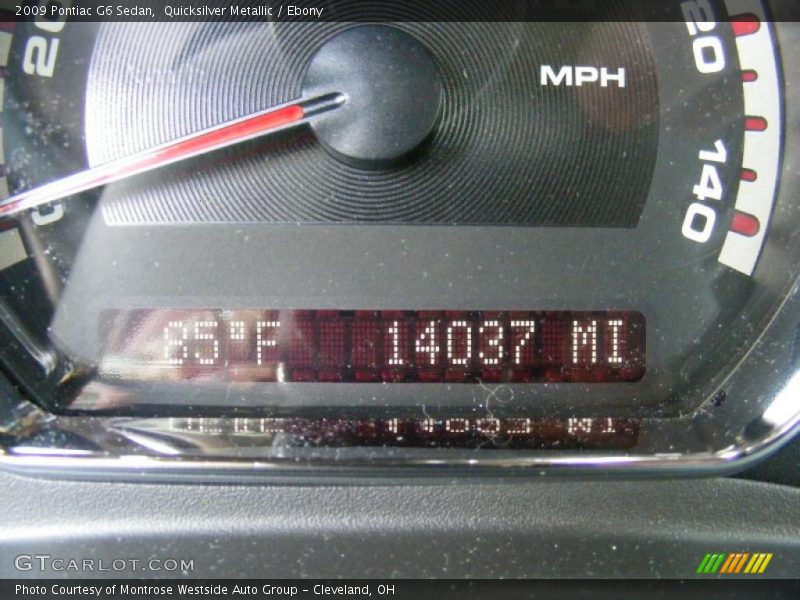 2009 Pontiac G6 Sedan,  Quicksilver Metallic / Ebony
20
MPH
140
85°F 14037 MI
GTCARLOT.COM
Photo Courtesy of Montrose Westside Auto Group – Cleveland, OH